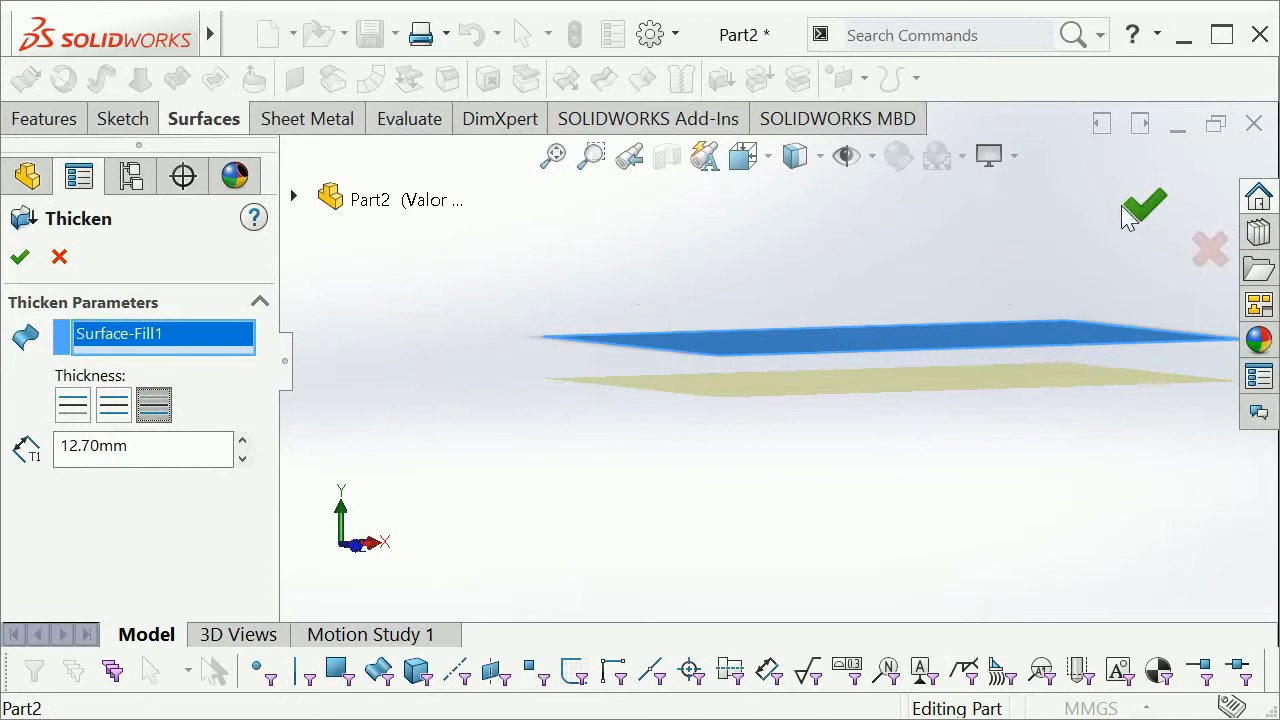 SOLIDWORKS
Part2 *
Search Commands
?
Features
Sketch
Surfaces
Sheet Metal
Evaluate
DimXpert
SOLIDWORKS Add-Ins
SOLIDWORKS MBD
Thicken
?
Part2 (Valor ...
Thicken Parameters
Surface-Fill1
Thickness:
T1
12.70mm
Y
X
Model
3D Views
Motion Study 1
Part2
Editing Part
MMGS